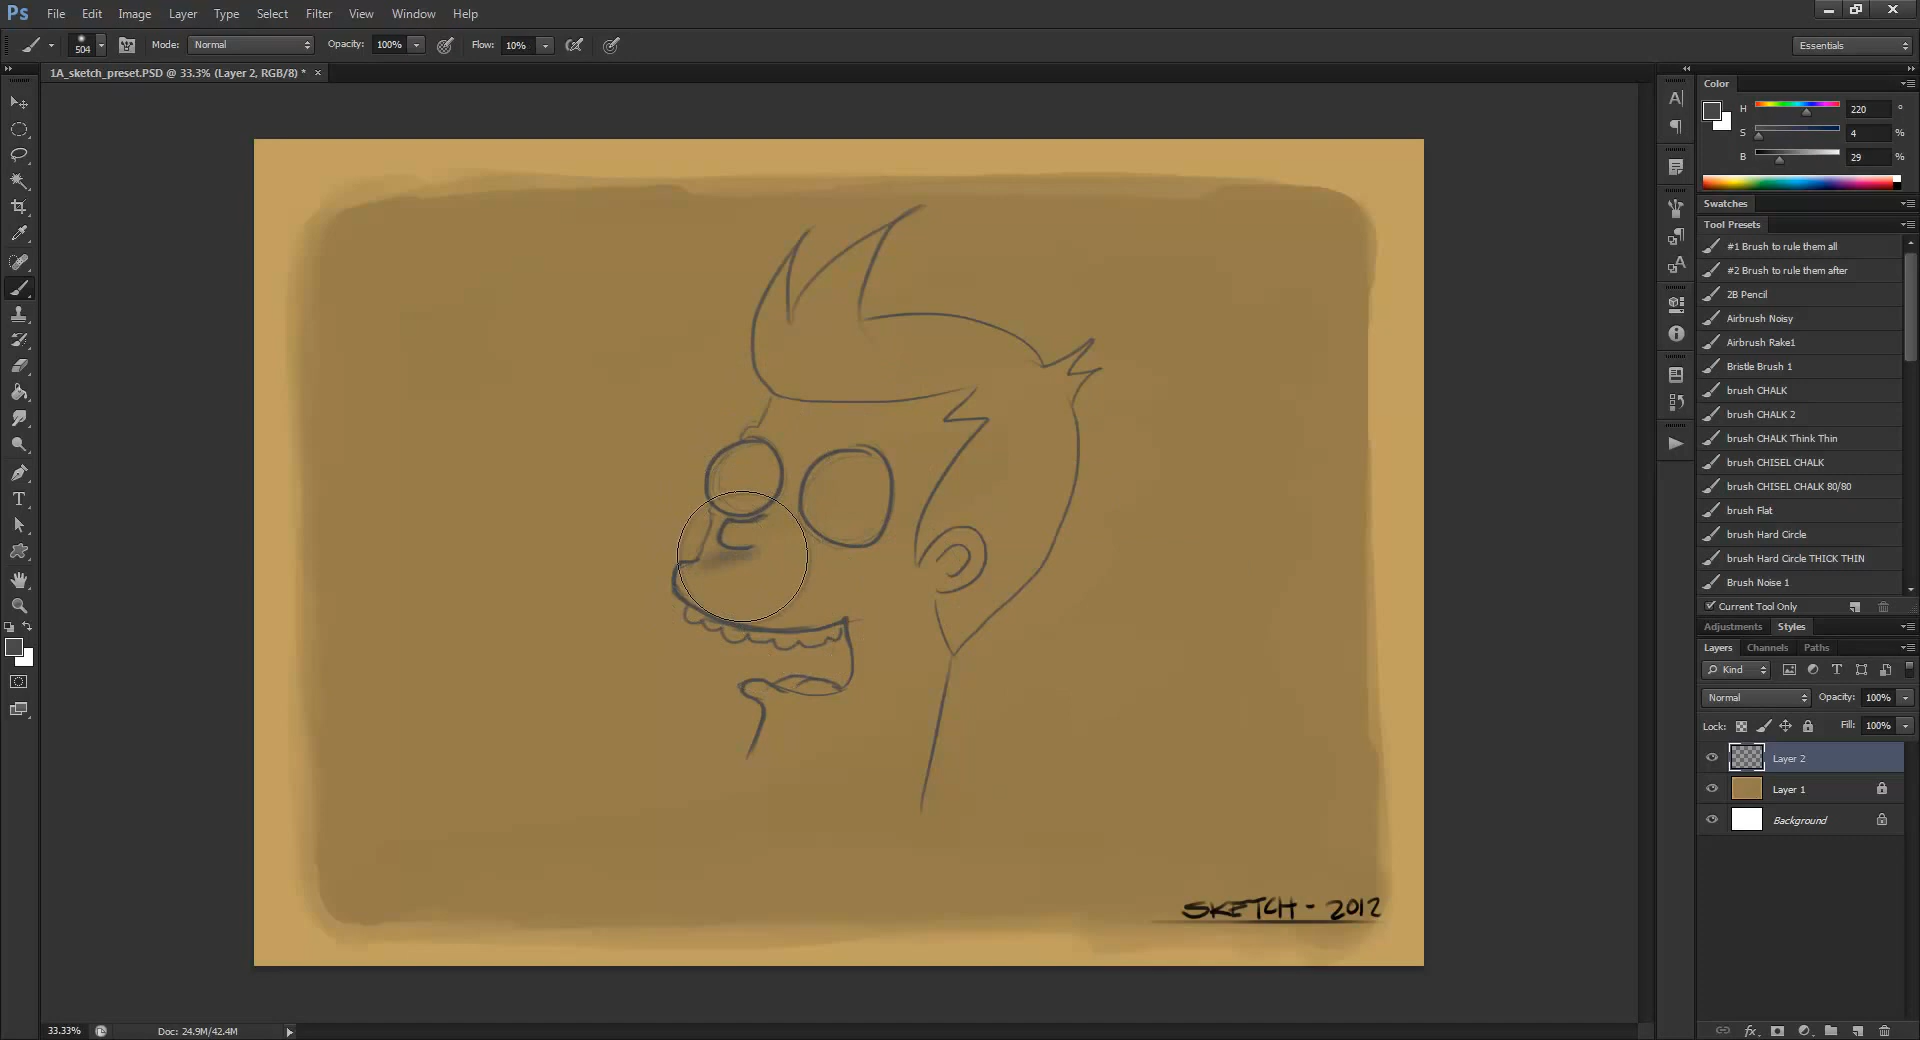 Ps File Edit Image Layer Type Select Filter View Window Help
504 Mode: Normal Opacity: 100% Flow: 10% Essentials
1A_sketch_preset.PSD @ 33.3% (Layer 2, RGB/8) * ×
Color
H 220 °
S 4 %
B 29 %
Swatches
Tool Presets
#1 Brush to rule them all
#2 Brush to rule them after
2B Pencil
Airbrush Noisy
Airbrush Rake1
Bristle Brush 1
brush CHALK
brush CHALK 2
brush CHALK Think Thin
brush CHISEL CHALK
brush CHISEL CHALK 80/80
brush Flat
brush Hard Circle
brush Hard Circle THICK THIN
Brush Noise 1
Current Tool Only
Adjustments Styles
Layers Channels Paths
Kind
Normal Opacity: 100%
Lock: Fill: 100%
Layer 2
Layer 1
Background
SKETCH - 2012
33.33% Doc: 24.9M/42.4M